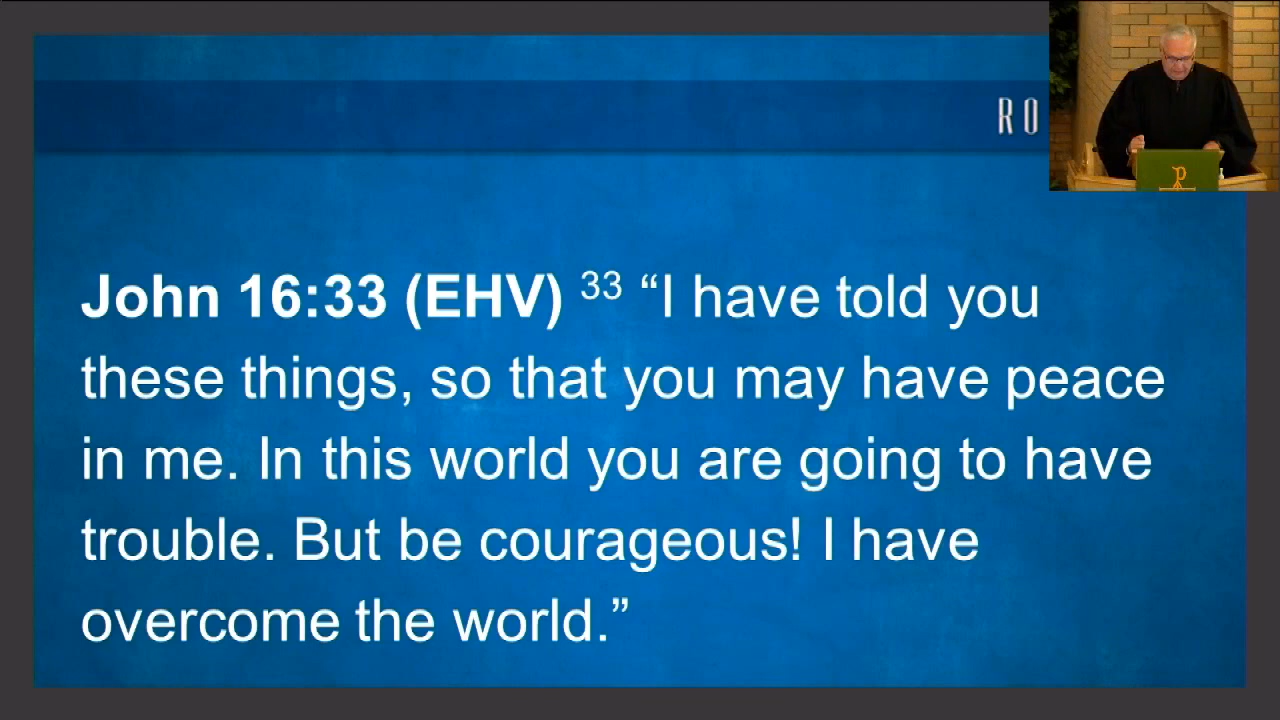 RO
John 16:33 (EHV) 33 “I have told you
these things, so that you may have peace
in me. In this world you are going to have
trouble. But be courageous! I have
overcome the world.”